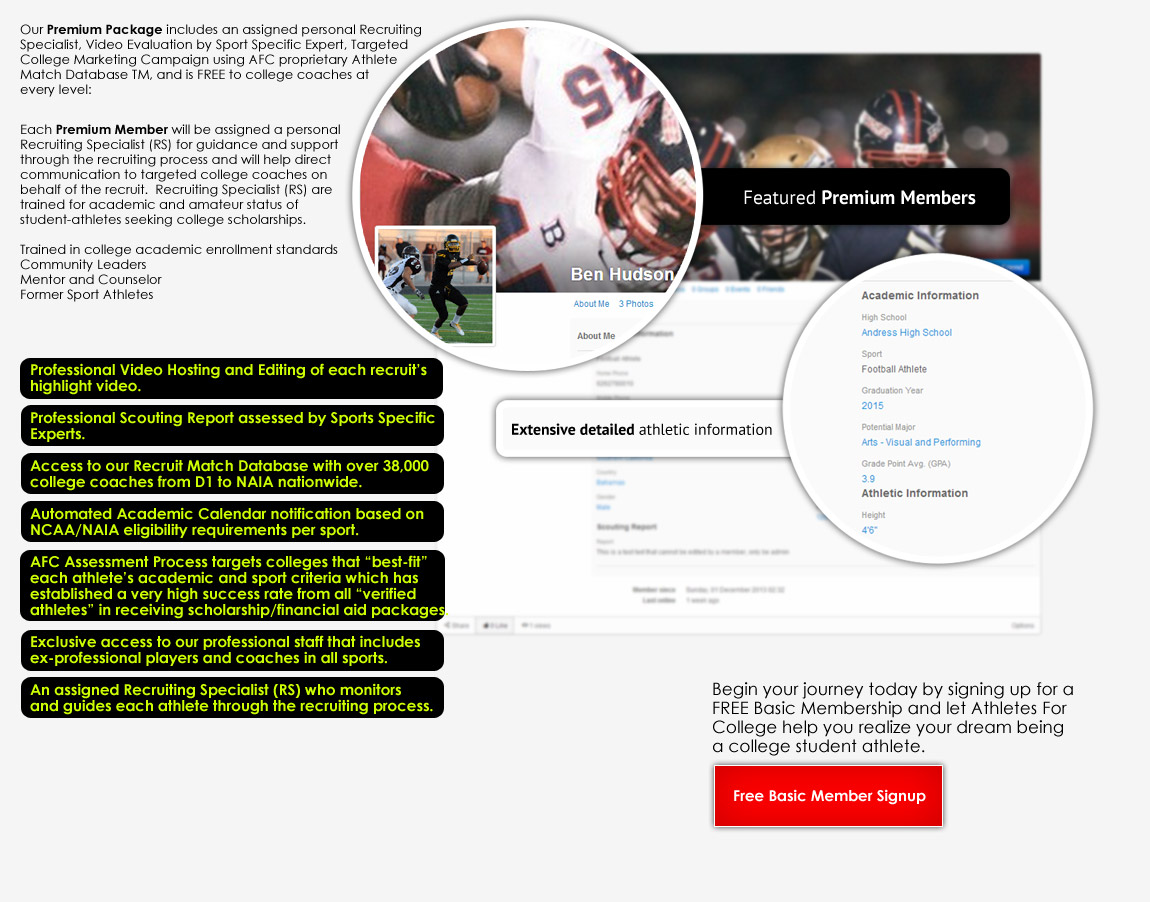 Our Premium Package includes an assigned personal Recruiting
Specialist, Video Evaluation by Sport Specific Expert, Targeted
College Marketing Campaign using AFC proprietary Athlete
Match Database TM, and is FREE to college coaches at
every level:
Each Premium Member will be assigned a personal
Recruiting Specialist (RS) for guidance and support
through the recruiting process and will help direct
communication to targeted college coaches on
behalf of the recruit. Recruiting Specialist (RS) are
trained for academic and amateur status of
student-athletes seeking college scholarships.
Trained in college academic enrollment standards
Community Leaders
Mentor and Counselor
Former Sport Athletes
Professional Video Hosting and Editing of each recruit's
highlight video.
Professional Scouting Report assessed by Sports Specific
Experts.
Access to our Recruit Match Database with over 38,000
college coaches from D1 to NAIA nationwide.
Automated Academic Calendar notification based on
NCAA/NAIA eligibility requirements per sport.
AFC Assessment Process targets colleges that “best-fit”
each athlete's academic and sport criteria which has
established a very high success rate from all “verified
athletes” in receiving scholarship/financial aid packages.
Exclusive access to our professional staff that includes
ex-professional players and coaches in all sports.
An assigned Recruiting Specialist (RS) who monitors
and guides each athlete through the recruiting process.
45
B
Ben Hudson
About Me 3 Photos
About Me
Featured Premium Members
3 Groups 3 Events 5 Friends
Extensive detailed athletic information
Academic Information
High School
Andress High School
Sport
Football Athlete
Graduation Year
2015
Potential Major
Arts - Visual and Performing
Grade Point Avg. (GPA)
3.9
Athletic Information
Height
4'6"
Country
Bahamas
Gender
Male
Scouting Report
Report
This is a text field that cannot be edited by a member, only be admin
Member since Sunday, 01 December 2013 02:32
Last online 1 week ago
Share 0 Like 1 views Options
Begin your journey today by signing up for a
FREE Basic Membership and let Athletes For
College help you realize your dream being
a college student athlete.
Free Basic Member Signup